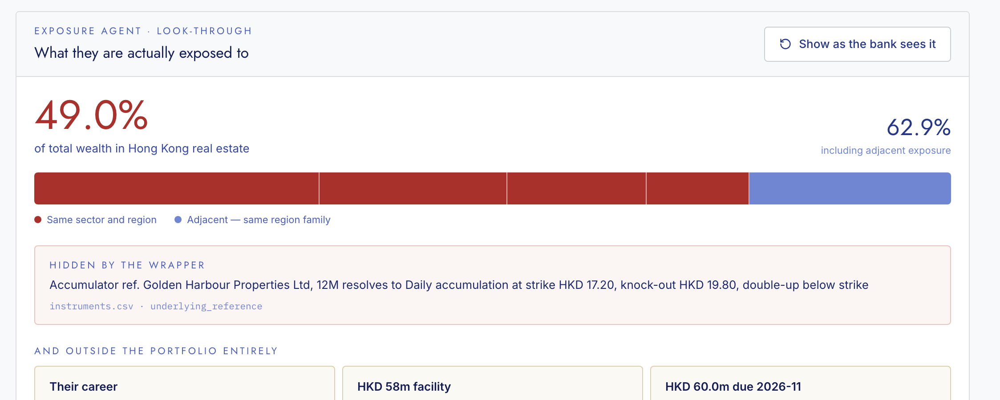 EXPOSURE AGENT · LOOK-THROUGH
What they are actually exposed to
Show as the bank sees it
49.0%
of total wealth in Hong Kong real estate
62.9%
including adjacent exposure
Same sector and region
Adjacent — same region family
HIDDEN BY THE WRAPPER
Accumulator ref. Golden Harbour Properties Ltd, 12M resolves to Daily accumulation at strike HKD 17.20, knock-out HKD 19.80, double-up below strike
instruments.csv · underlying_reference
AND OUTSIDE THE PORTFOLIO ENTIRELY
Their career
HKD 58m facility
HKD 60.0m due 2026-11